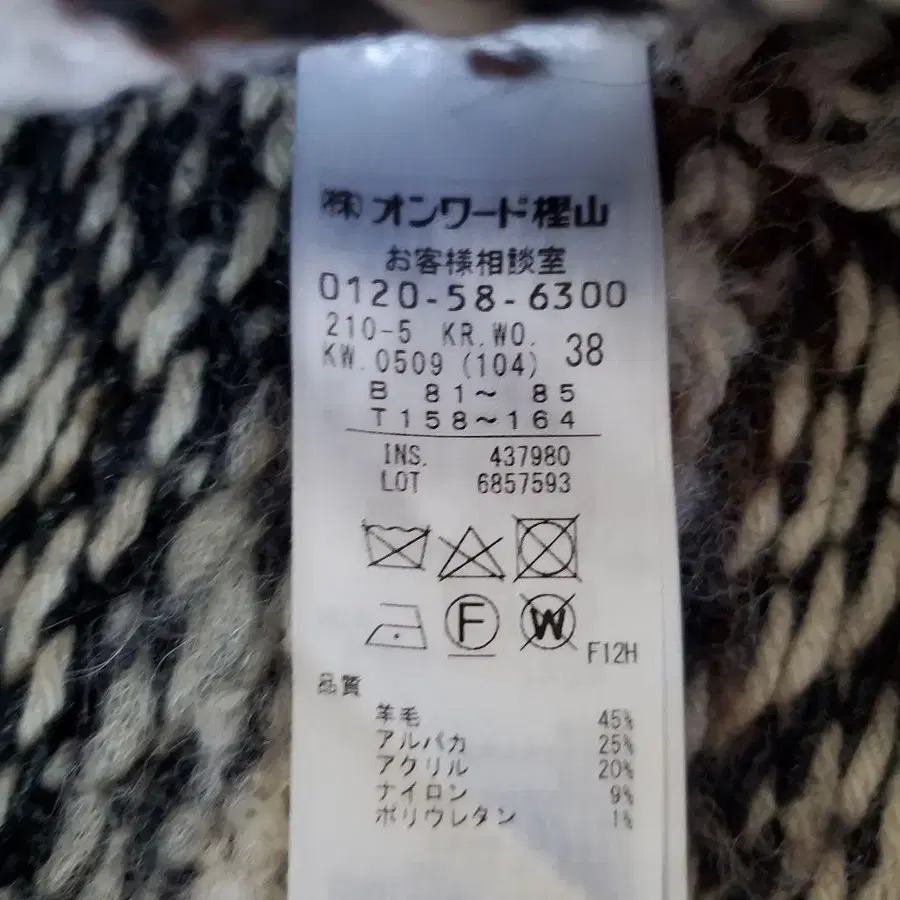 (株)オンワード樫山
お客様相談室
0120-58-6300
210-5 KR.WO. 38
KW.0509 (104)
B 81～ 85
T158～164
INS. 437980
LOT 6857593
F W
F12H
品質
羊毛 45%
アルパカ 25%
アクリル 20%
ナイロン 9%
ポリウレタン 1%